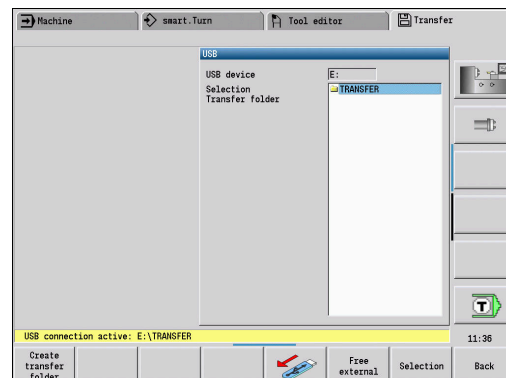 Machine
smart.Turn
Tool editor
Transfer
USB
USB device
E:
Selection
Transfer folder
TRANSFER
T
USB connection active: E:\TRANSFER
11:36
Create
transfer
folder
Free
external
Selection
Back